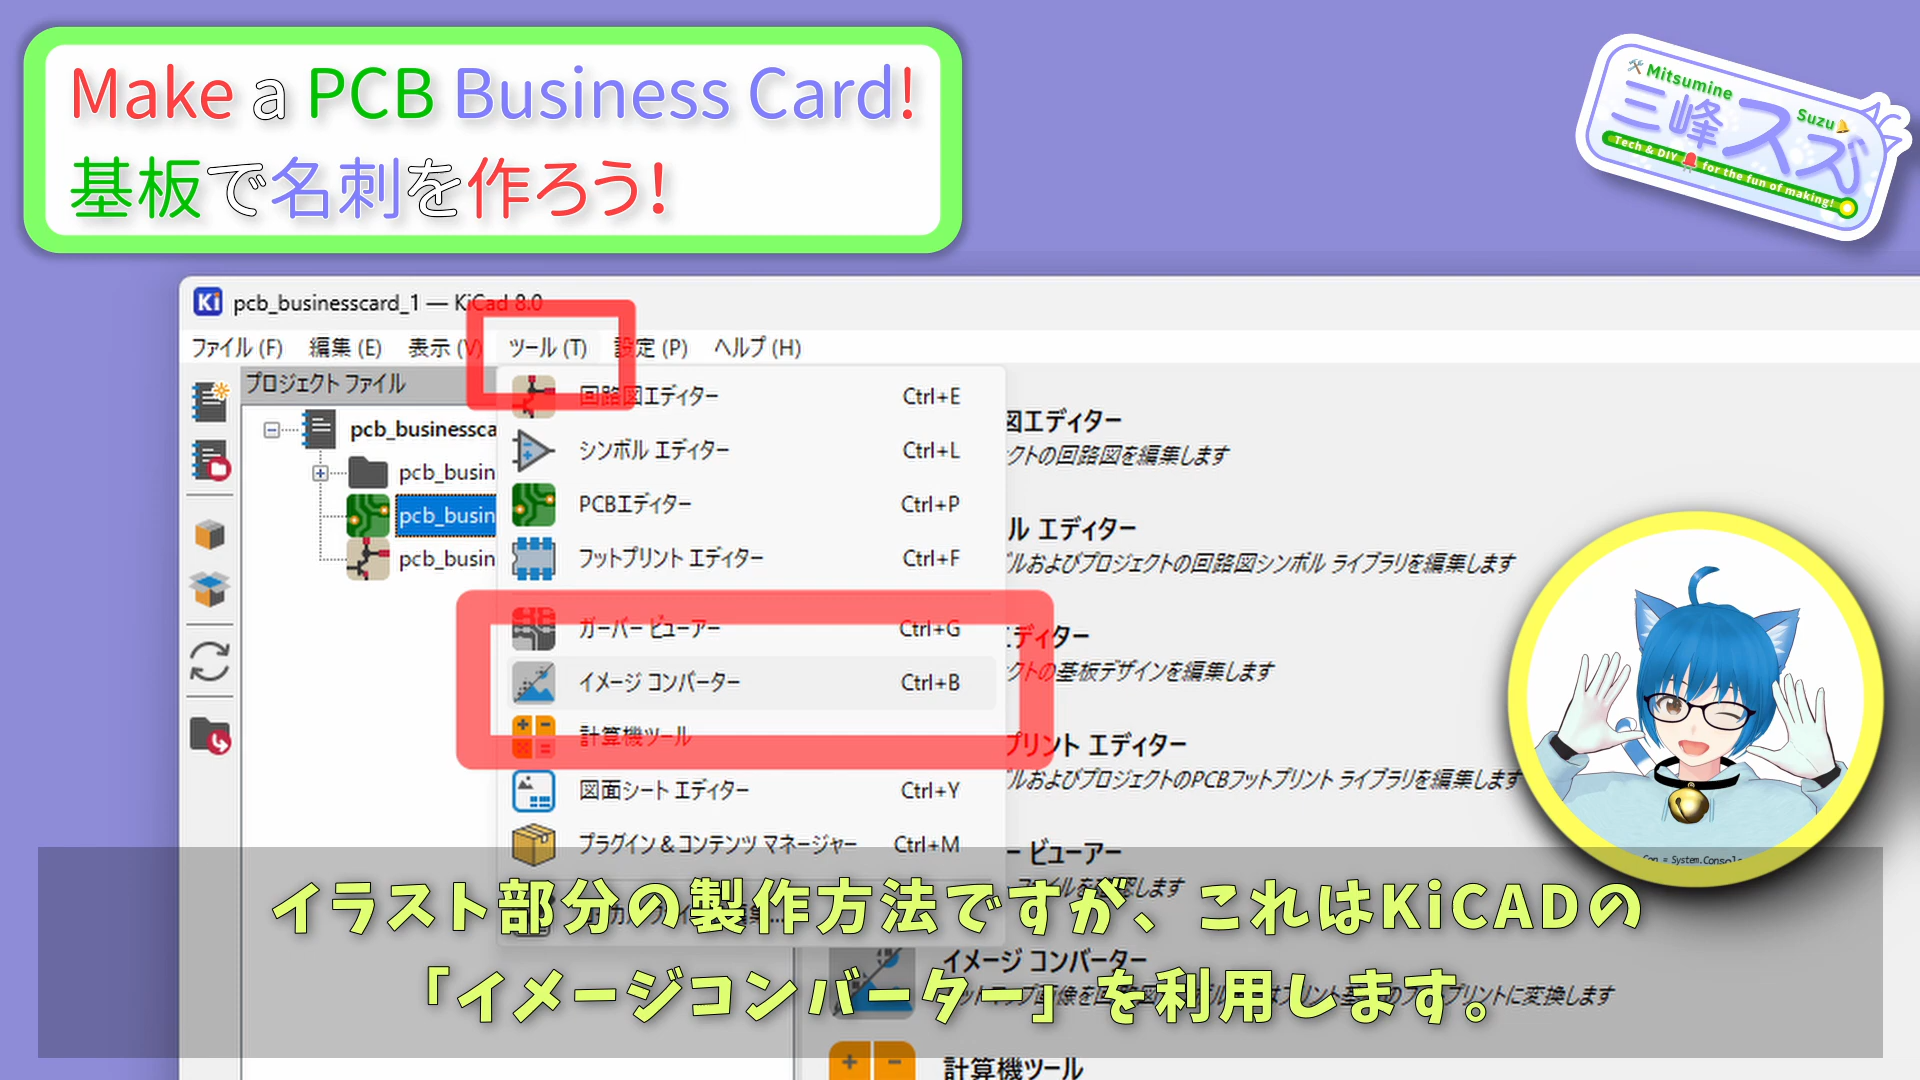 Make a PCB Business Card!
基板で名刺を作ろう!
Mitsumine
三峰スズ
Suzu
Tech & DIY for the fun of making!
pcb_businesscard_1 — KiCad 8.0
ファイル (F) 編集 (E) 表示 (V) ツール (T) 設定 (P) ヘルプ (H)
プロジェクト ファイル
pcb_businessca
pcb_busin
pcb_busin
pcb_busin
回路図エディター Ctrl+E
シンボル エディター Ctrl+L
PCBエディター Ctrl+P
フットプリント エディター Ctrl+F
ガーバー ビューアー Ctrl+G
イメージ コンバーター Ctrl+B
計算機ツール
図面シート エディター Ctrl+Y
プラグイン & コンテンツ マネージャー Ctrl+M
図エディター
クトの回路図を編集します
ル エディター
ルおよびプロジェクトの回路図シンボル ライブラリを編集します
エディター
クトの基板デザインを編集します
プリント エディター
ルおよびプロジェクトのPCBフットプリント ライブラリを編集します
ー ビューアー
イメージ コンバーター
計算機ツール
= System.Consol
イラスト部分の製作方法ですが、これはKiCADの
「イメージコンバーター」を利用します。